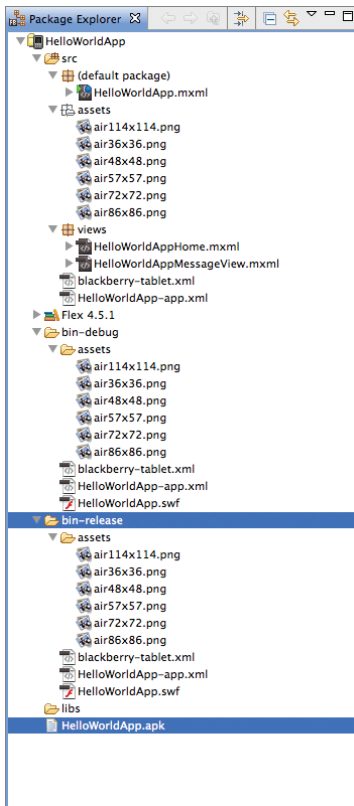 Package Explorer
HelloWorldApp
src
(default package)
HelloWorldApp.mxml
assets
air114x114.png
air36x36.png
air48x48.png
air57x57.png
air72x72.png
air86x86.png
views
HelloWorldAppHome.mxml
HelloWorldAppMessageView.mxml
blackberry-tablet.xml
HelloWorldApp-app.xml
Flex 4.5.1
bin-debug
assets
air114x114.png
air36x36.png
air48x48.png
air57x57.png
air72x72.png
air86x86.png
blackberry-tablet.xml
HelloWorldApp-app.xml
HelloWorldApp.swf
bin-release
assets
air114x114.png
air36x36.png
air48x48.png
air57x57.png
air72x72.png
air86x86.png
blackberry-tablet.xml
HelloWorldApp-app.xml
HelloWorldApp.swf
libs
HelloWorldApp.apk